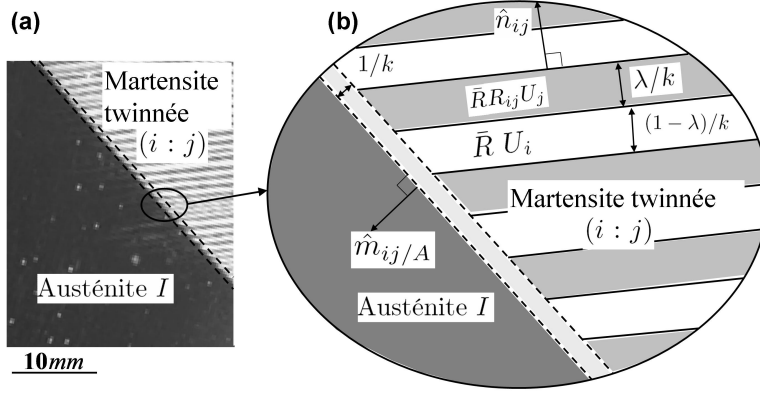 (a)
Martensite
twinnée
(i : j)
Austénite I
10mm
(b)
n̂ij
1/k
R̄RijUj
λ/k
R̄ Ui
(1−λ)/k
Martensite twinnée
(i : j)
m̂ij/A
Austénite I